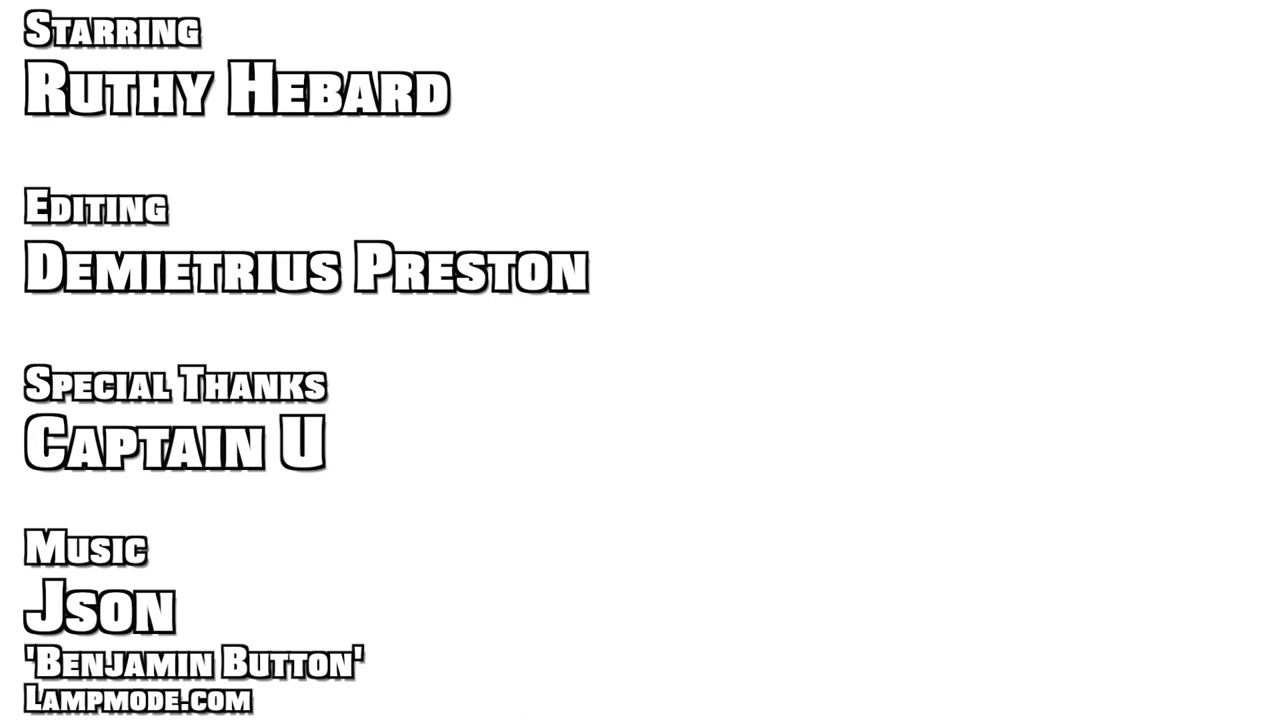 Starring
Ruthy Hebard
Editing
Demietrius Preston
Special Thanks
Captain U
Music
Json
'Benjamin Button'
Lampmode.com